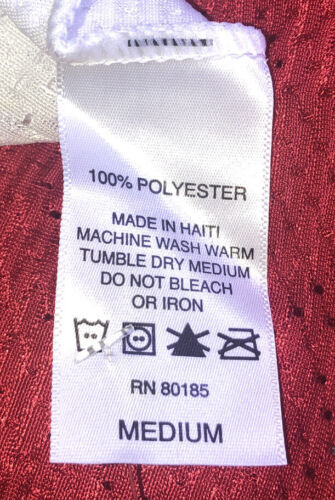 100% POLYESTER
MADE IN HAITI
MACHINE WASH WARM
TUMBLE DRY MEDIUM
DO NOT BLEACH
OR IRON
RN 80185
MEDIUM